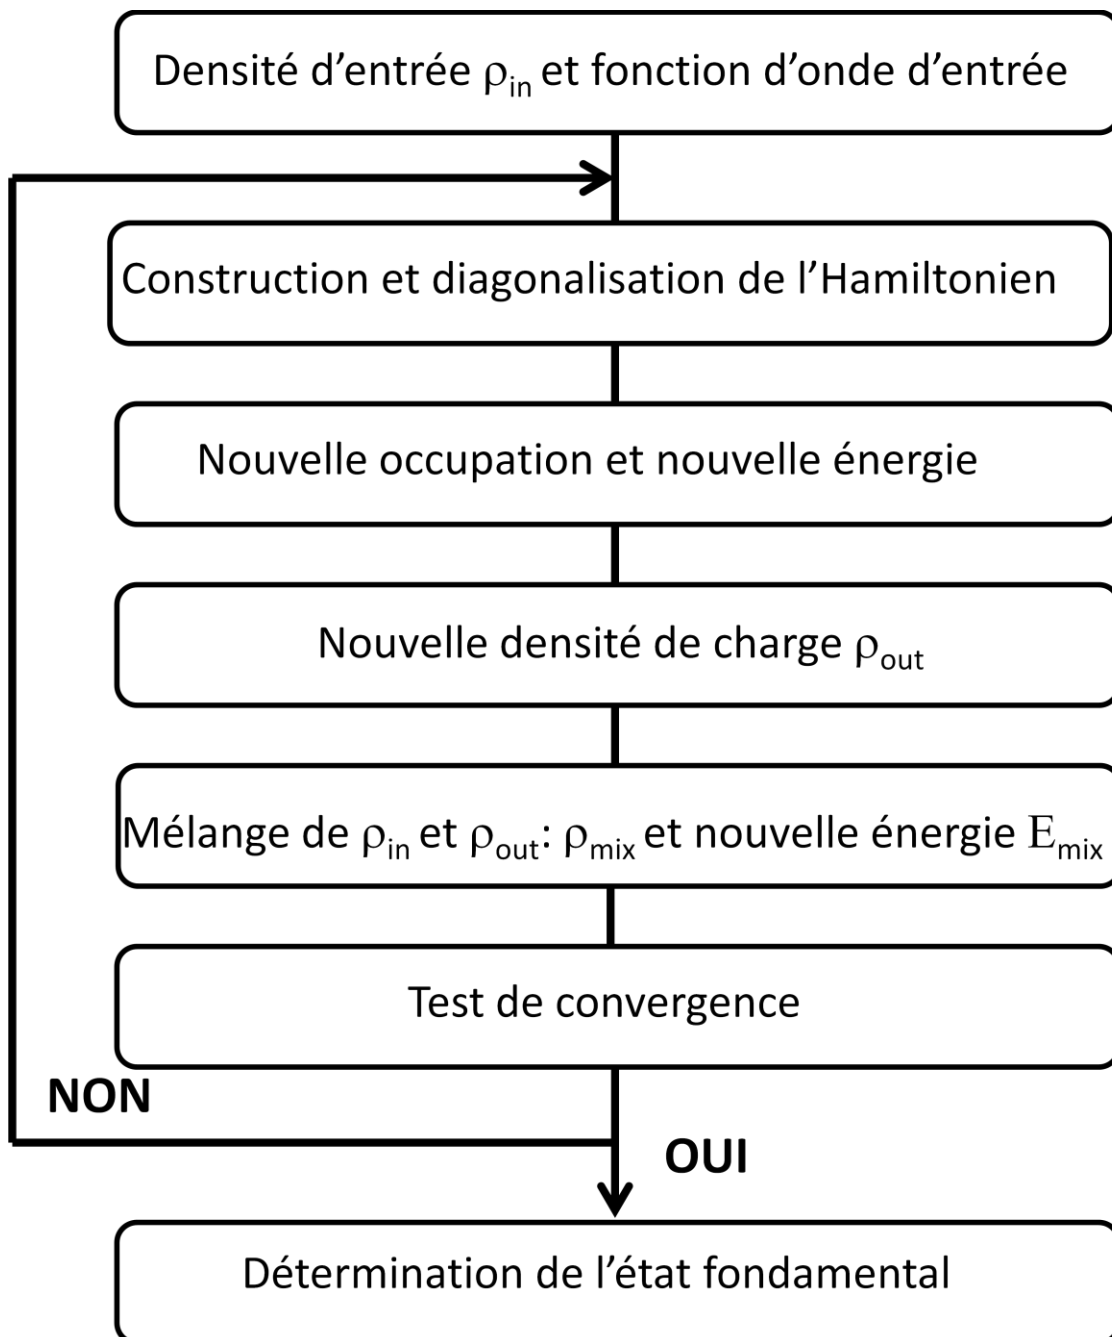 Densité d’entrée ρin et fonction d’onde d’entrée
Construction et diagonalisation de l’Hamiltonien
Nouvelle occupation et nouvelle énergie
Nouvelle densité de charge ρout
Mélange de ρin et ρout: ρmix et nouvelle énergie Emix
Test de convergence
NON
OUI
Détermination de l’état fondamental